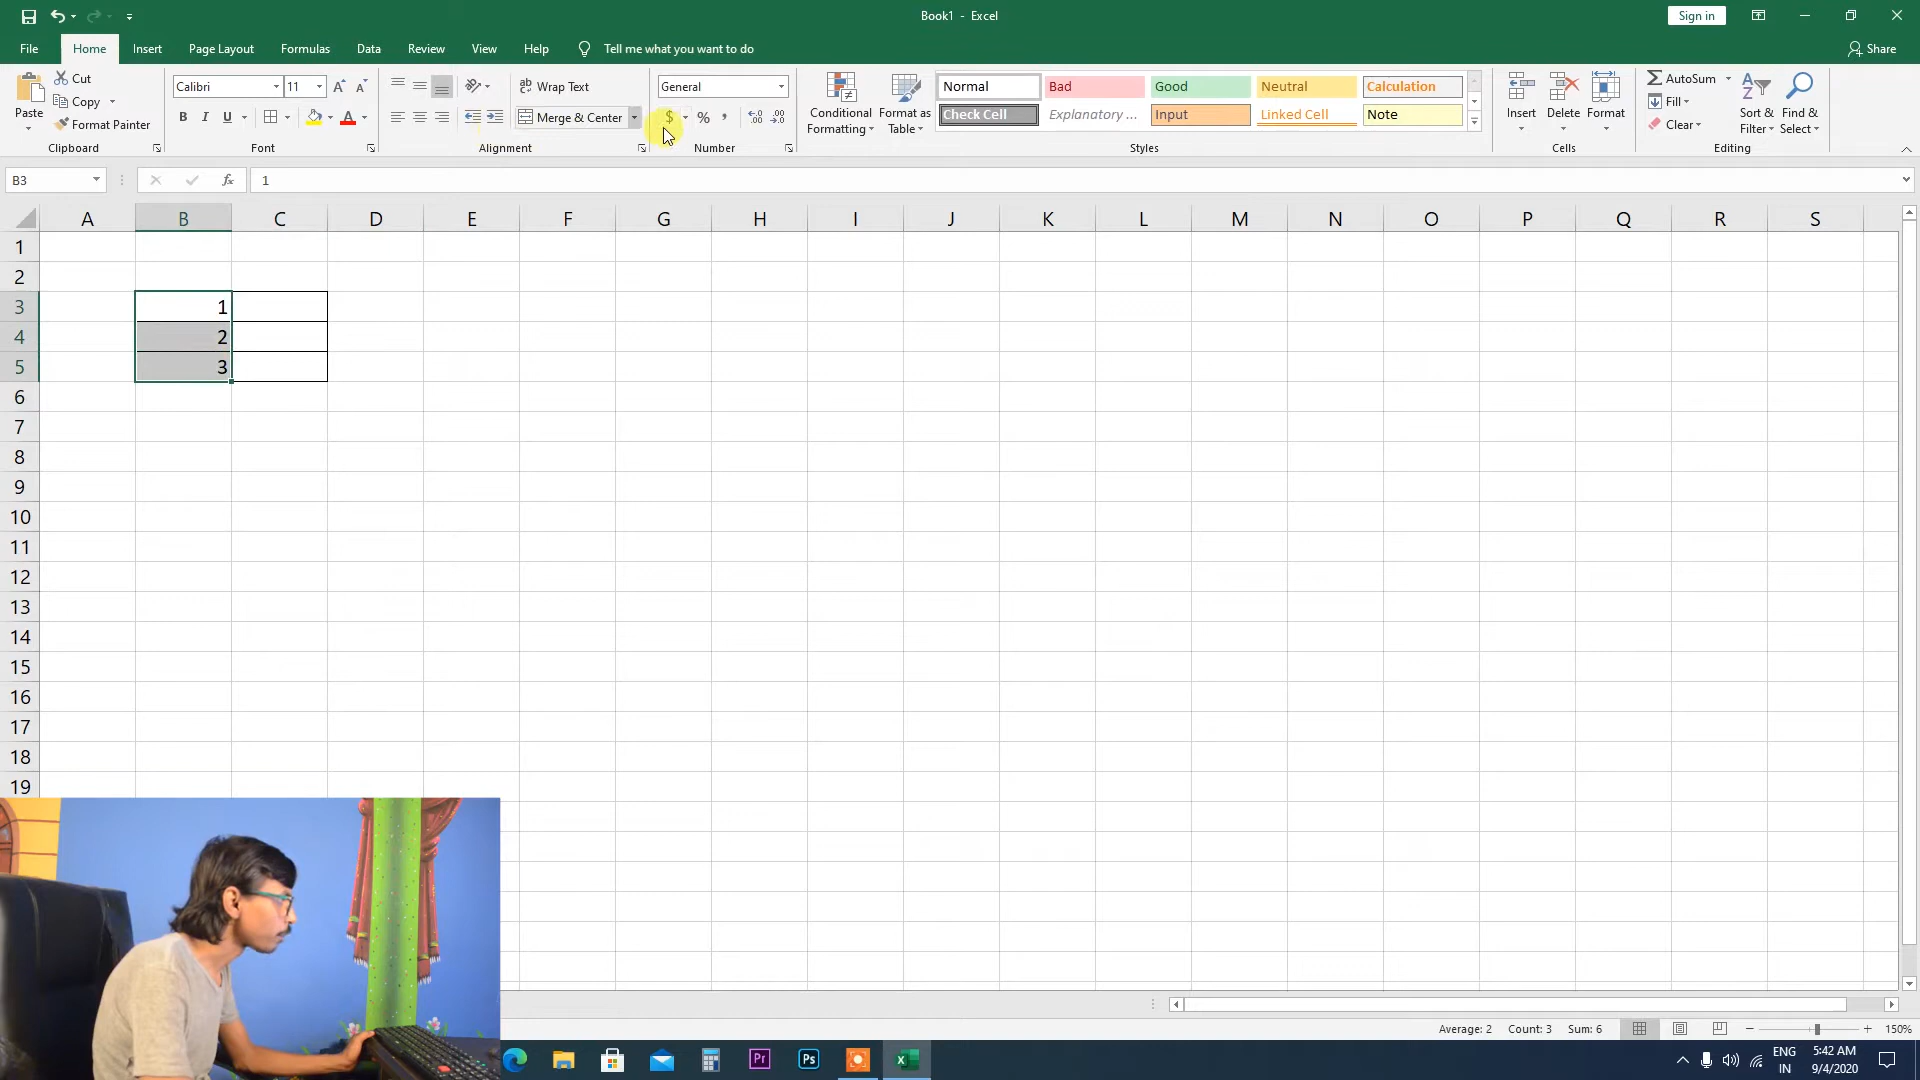 Book1 - Excel
Sign in
File Home Insert Page Layout Formulas Data Review View Help Tell me what you want to do Share
Paste
Cut
Copy
Format Painter
Clipboard
Calibri 11
B I U A
Font
Wrap Text
Merge & Center
Alignment
General
$ % ,
Number
Conditional Formatting
Format as Table
Normal Bad Good Neutral Calculation
Check Cell Explanatory ... Input Linked Cell Note
Styles
Insert Delete Format
Cells
AutoSum
Fill
Clear
Sort & Filter
Find & Select
Editing
B3 fx 1
A B C D E F G H I J K L M N O P Q R S
1
2
3 1
4 2
5 3
6
7
8
9
10
11
12
13
14
15
16
17
18
19
Average: 2 Count: 3 Sum: 6 150%
Pr Ps
ENG
IN
5:42 AM
9/4/2020